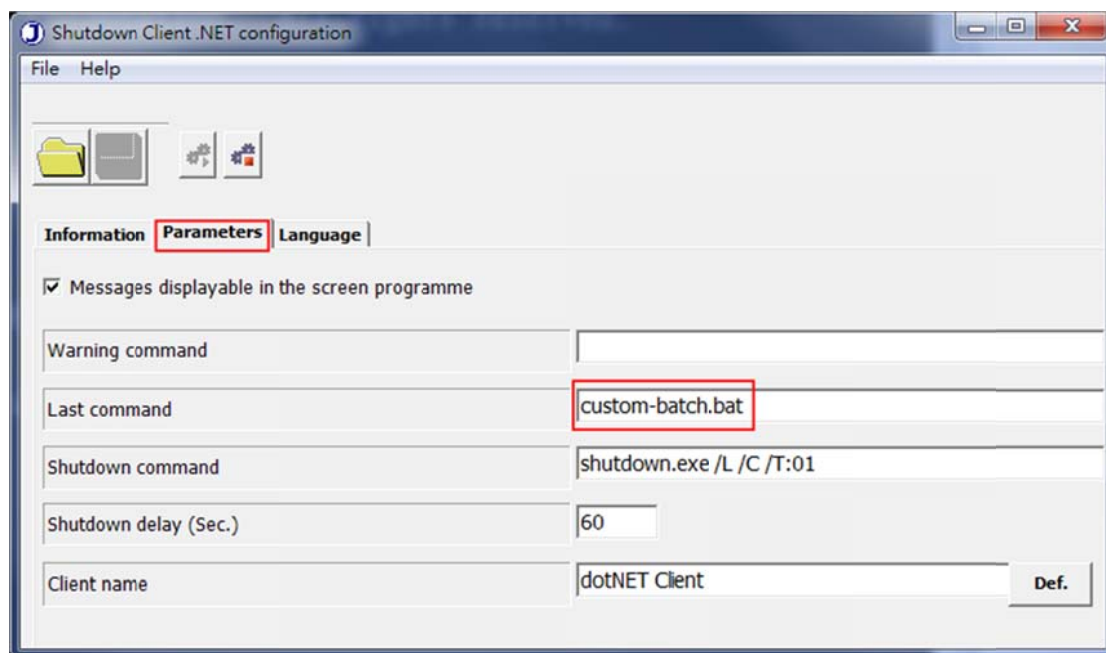 Shutdown Client .NET configuration
File Help
Information Parameters Language
Messages displayable in the screen programme
Warning command
Last command custom-batch.bat
Shutdown command shutdown.exe /L /C /T:01
Shutdown delay (Sec.) 60
Client name dotNET Client Def.